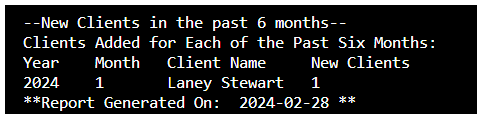 --New Clients in the past 6 months--
Clients Added for Each of the Past Six Months:
Year    Month   Client Name     New Clients
2024    1       Laney Stewart   1
**Report Generated On:  2024-02-28 **